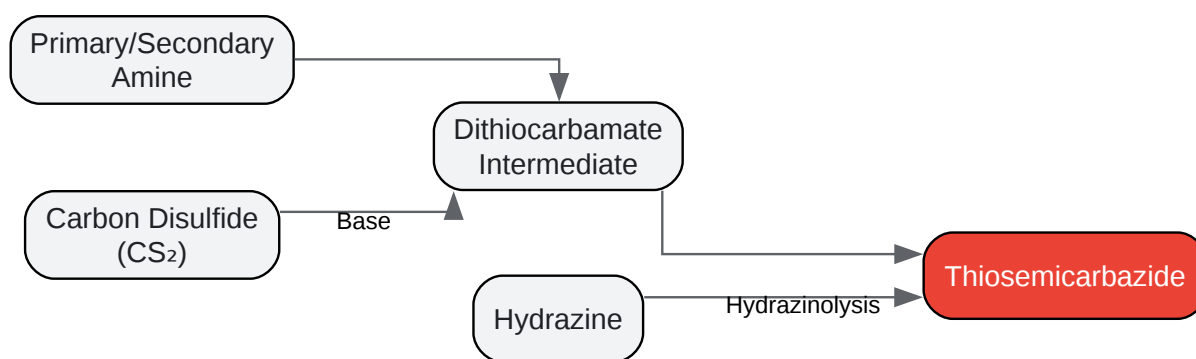 Primary/Secondary
Amine
Dithiocarbamate
Intermediate
Carbon Disulfide
(CS₂)
Base
Thiosemicarbazide
Hydrazine
Hydrazinolysis